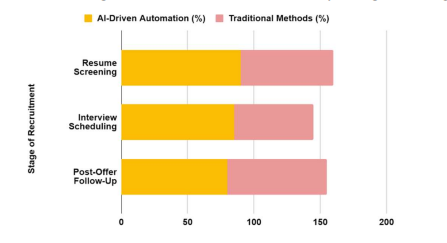 AI-Driven Automation (%) Traditional Methods (%)
Resume
Screening
Interview
Scheduling
Post-Offer
Follow-Up
Stage of Recruitment
0 50 100 150 200